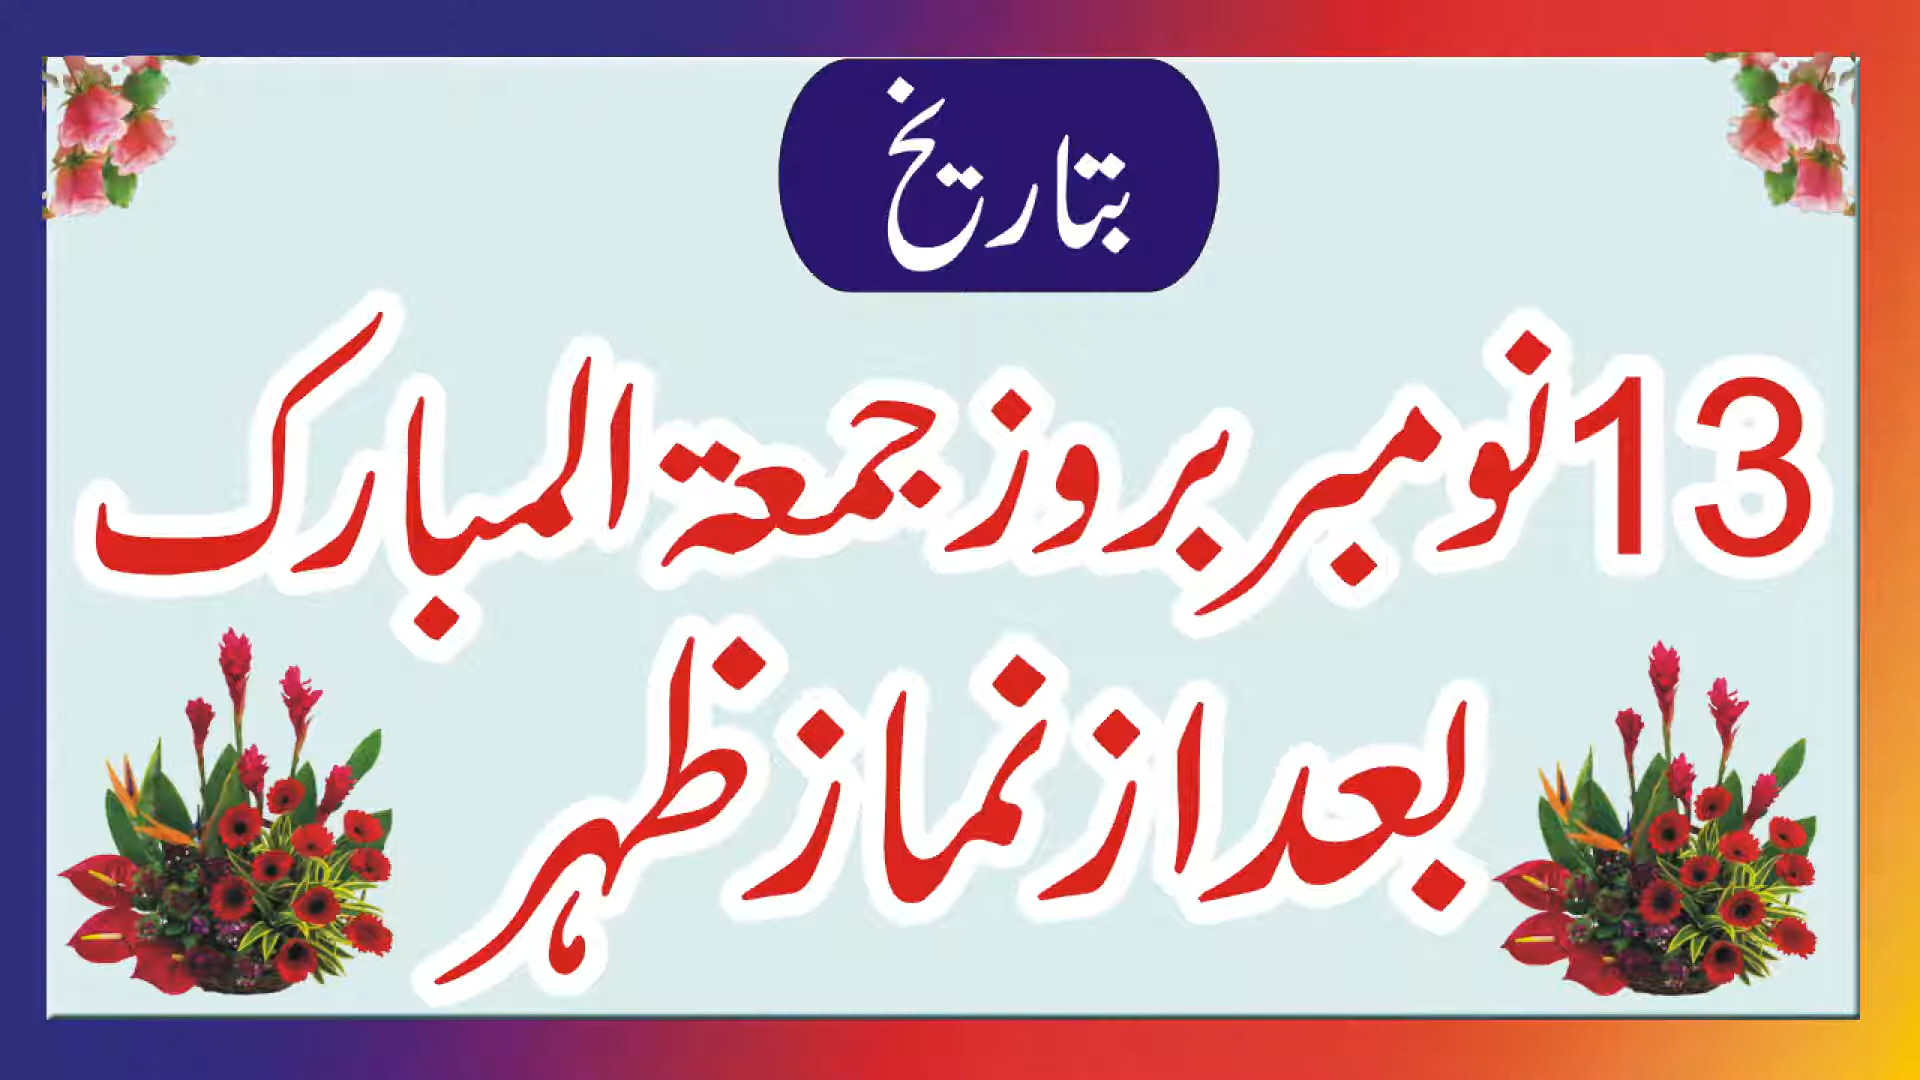 بتاریخ
13 نومبر بروز جمعۃ المبارک
بعد از نماز ظہر